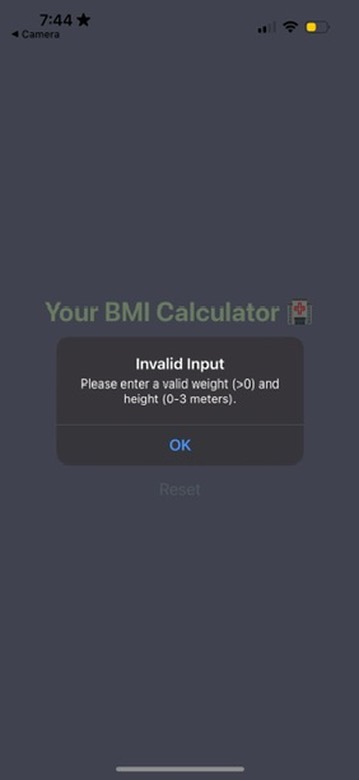 7:44 ★
◀ Camera
Your BMI Calculator 🏥
Invalid Input
Please enter a valid weight (>0) and
height (0-3 meters).
OK
Reset